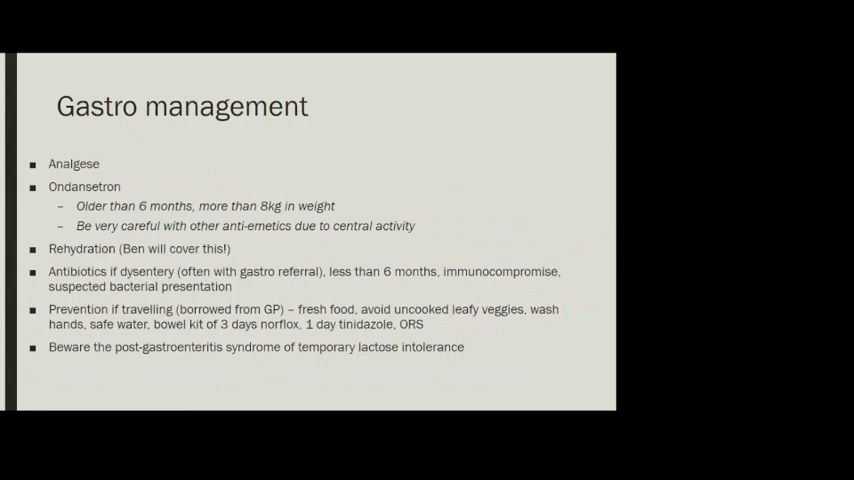 Gastro management
■ Analgese
■ Ondansetron
– Older than 6 months, more than 8kg in weight
– Be very careful with other anti-emetics due to central activity
■ Rehydration (Ben will cover this!)
■ Antibiotics if dysentery (often with gastro referral), less than 6 months, immunocompromise,
suspected bacterial presentation
■ Prevention if travelling (borrowed from GP) – fresh food, avoid uncooked leafy veggies, wash
hands, safe water, bowel kit of 3 days norflox, 1 day tinidazole, ORS
■ Beware the post-gastroenteritis syndrome of temporary lactose intolerance